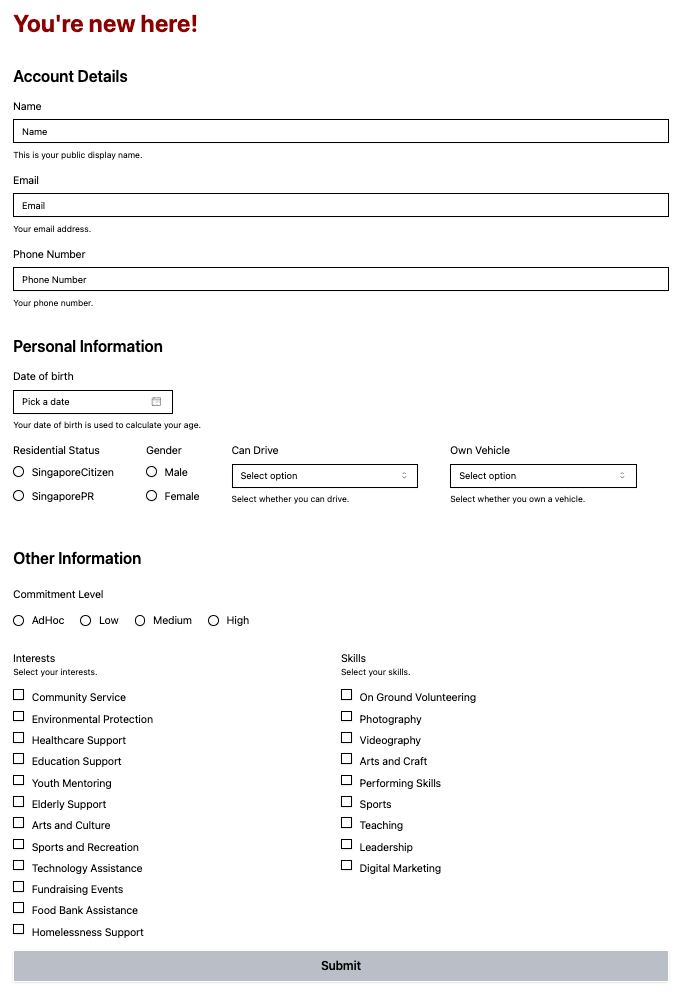 You're new here!
Account Details
Name
Name
This is your public display name.
Email
Email
Your email address.
Phone Number
Phone Number
Your phone number.
Personal Information
Date of birth
Pick a date
Your date of birth is used to calculate your age.
Residential Status Gender Can Drive Own Vehicle
SingaporeCitizen Male Select option Select option
SingaporePR Female Select whether you can drive. Select whether you own a vehicle.
Other Information
Commitment Level
AdHoc Low Medium High
Interests
Select your interests.
Community Service
Environmental Protection
Healthcare Support
Education Support
Youth Mentoring
Elderly Support
Arts and Culture
Sports and Recreation
Technology Assistance
Fundraising Events
Food Bank Assistance
Homelessness Support
Skills
Select your skills.
On Ground Volunteering
Photography
Videography
Arts and Craft
Performing Skills
Sports
Teaching
Leadership
Digital Marketing
Submit